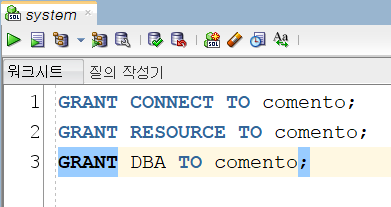 system
워크시트 질의 작성기
1 GRANT CONNECT TO comento;
2 GRANT RESOURCE TO comento;
3 GRANT DBA TO comento;